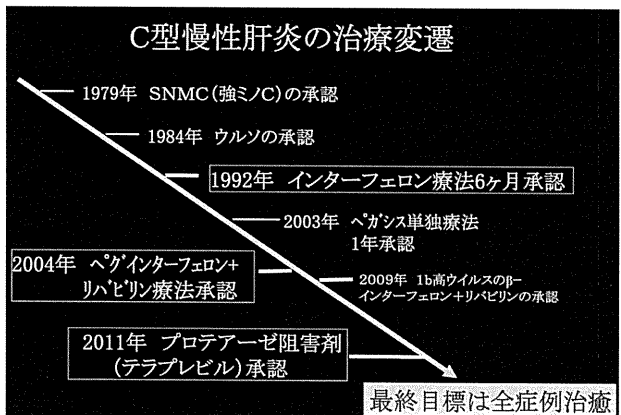 C型慢性肝炎の治療変遷
1979年 SNMC(強ミノC)の承認
1984年 ウルソの承認
1992年 インターフェロン療法6ヶ月承認
2003年 ﾍﾟｶﾞｼｽ単独療法
1年承認
2004年 ﾍﾟｸﾞｲﾝﾀｰﾌｪﾛﾝ+
ﾘﾊﾞﾋﾞﾘﾝ療法承認
2009年 1b高ウイルスのβ−
インターフェロン+リバビリンの承認
2011年 プロテアーゼ阻害剤
(テラプレビル)承認
最終目標は全症例治癒